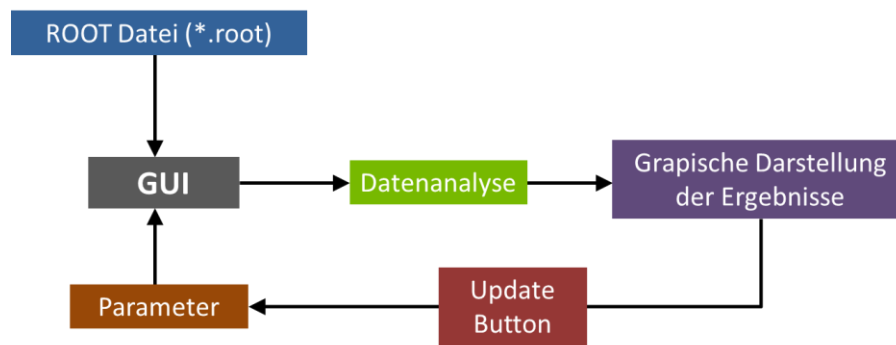 ROOT Datei (*.root)
GUI
Datenanalyse
Grapische Darstellung
der Ergebnisse
Parameter
Update
Button